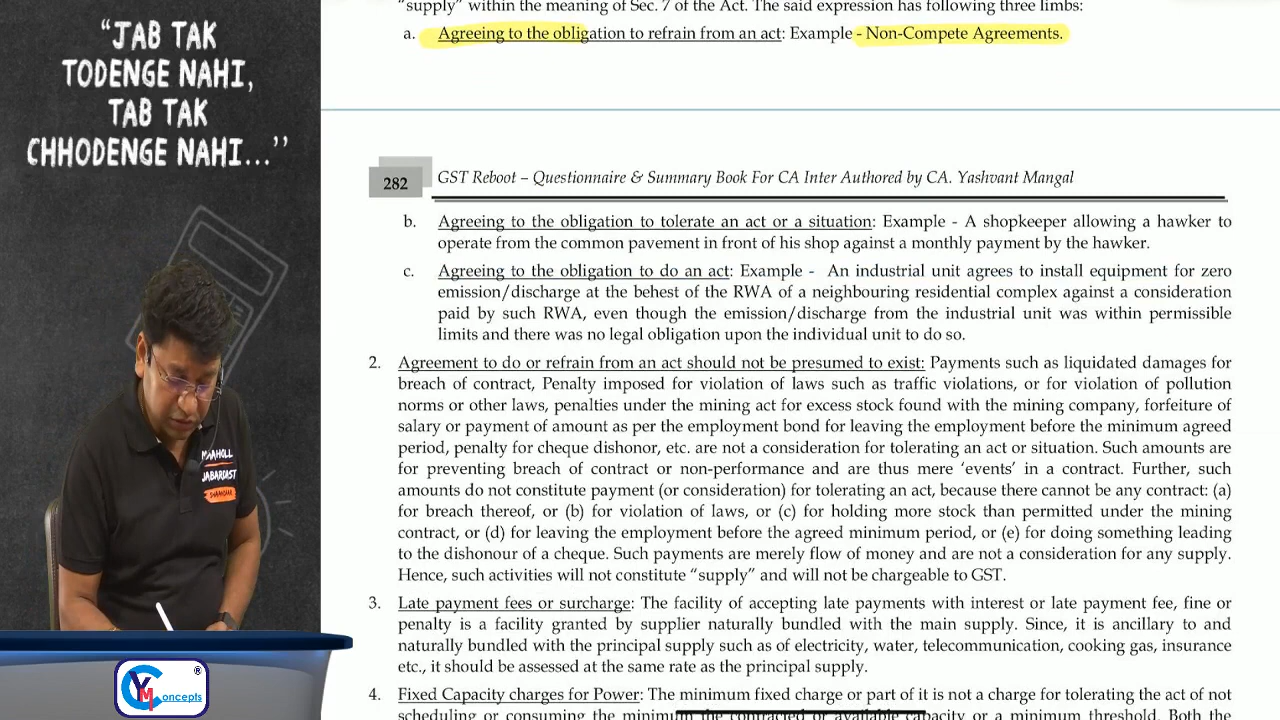 “JAB TAK
TODENGE NAHI,
TAB TAK
CHHODENGE NAHI...’’
“supply” within the meaning of Sec. 7 of the Act. The said expression has following three limbs:
a. Agreeing to the obligation to refrain from an act: Example - Non-Compete Agreements.
282
GST Reboot – Questionnaire & Summary Book For CA Inter Authored by CA. Yashvant Mangal
b. Agreeing to the obligation to tolerate an act or a situation: Example - A shopkeeper allowing a hawker to
operate from the common pavement in front of his shop against a monthly payment by the hawker.
c. Agreeing to the obligation to do an act: Example - An industrial unit agrees to install equipment for zero
emission/discharge at the behest of the RWA of a neighbouring residential complex against a consideration
paid by such RWA, even though the emission/discharge from the industrial unit was within permissible
limits and there was no legal obligation upon the individual unit to do so.
2. Agreement to do or refrain from an act should not be presumed to exist: Payments such as liquidated damages for
breach of contract, Penalty imposed for violation of laws such as traffic violations, or for violation of pollution
norms or other laws, penalties under the mining act for excess stock found with the mining company, forfeiture of
salary or payment of amount as per the employment bond for leaving the employment before the minimum agreed
period, penalty for cheque dishonor, etc. are not a consideration for tolerating an act or situation. Such amounts are
for preventing breach of contract or non-performance and are thus mere ‘events’ in a contract. Further, such
amounts do not constitute payment (or consideration) for tolerating an act, because there cannot be any contract: (a)
for breach thereof, or (b) for violation of laws, or (c) for holding more stock than permitted under the mining
contract, or (d) for leaving the employment before the agreed minimum period, or (e) for doing something leading
to the dishonour of a cheque. Such payments are merely flow of money and are not a consideration for any supply.
Hence, such activities will not constitute “supply” and will not be chargeable to GST.
3. Late payment fees or surcharge: The facility of accepting late payments with interest or late payment fee, fine or
penalty is a facility granted by supplier naturally bundled with the main supply. Since, it is ancillary to and
naturally bundled with the principal supply such as of electricity, water, telecommunication, cooking gas, insurance
etc., it should be assessed at the same rate as the principal supply.
4. Fixed Capacity charges for Power: The minimum fixed charge or part of it is not a charge for tolerating the act of not
scheduling or consuming the minimum the contracted or available capacity or a minimum threshold. Both the
JABARDAST
YM Concepts ®